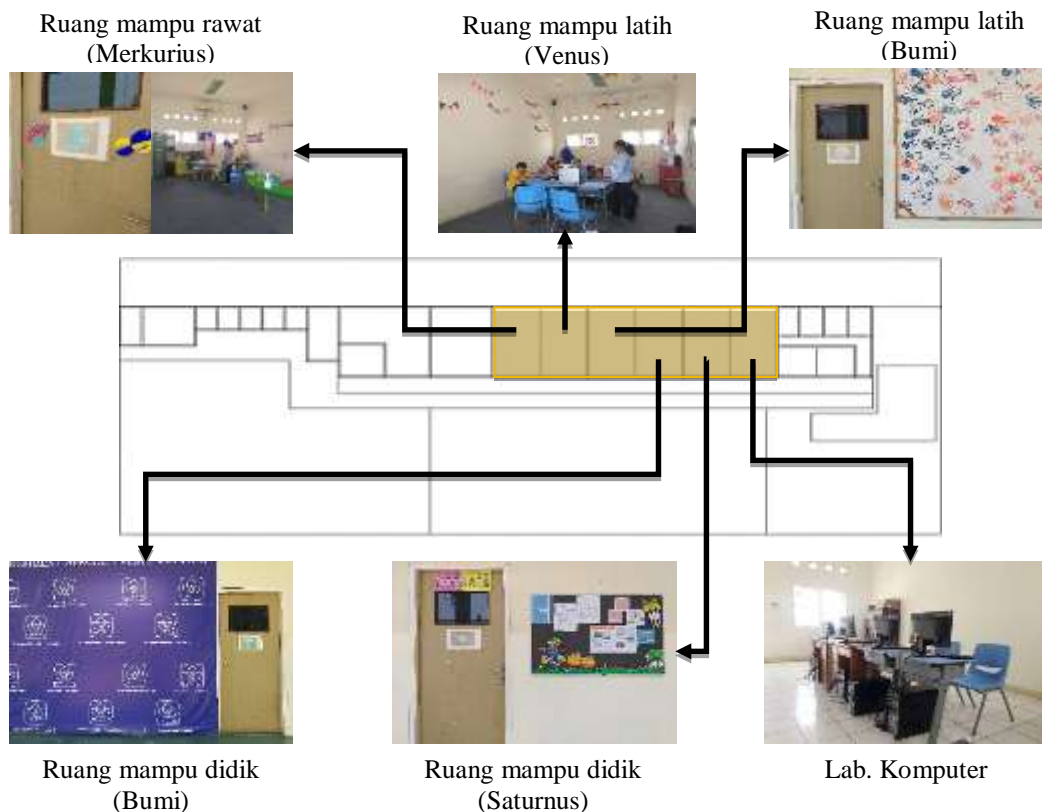 Ruang mampu rawat
(Merkurius)
Ruang mampu latih
(Venus)
Ruang mampu latih
(Bumi)
Ruang mampu didik
(Bumi)
Ruang mampu didik
(Saturnus)
Lab. Komputer